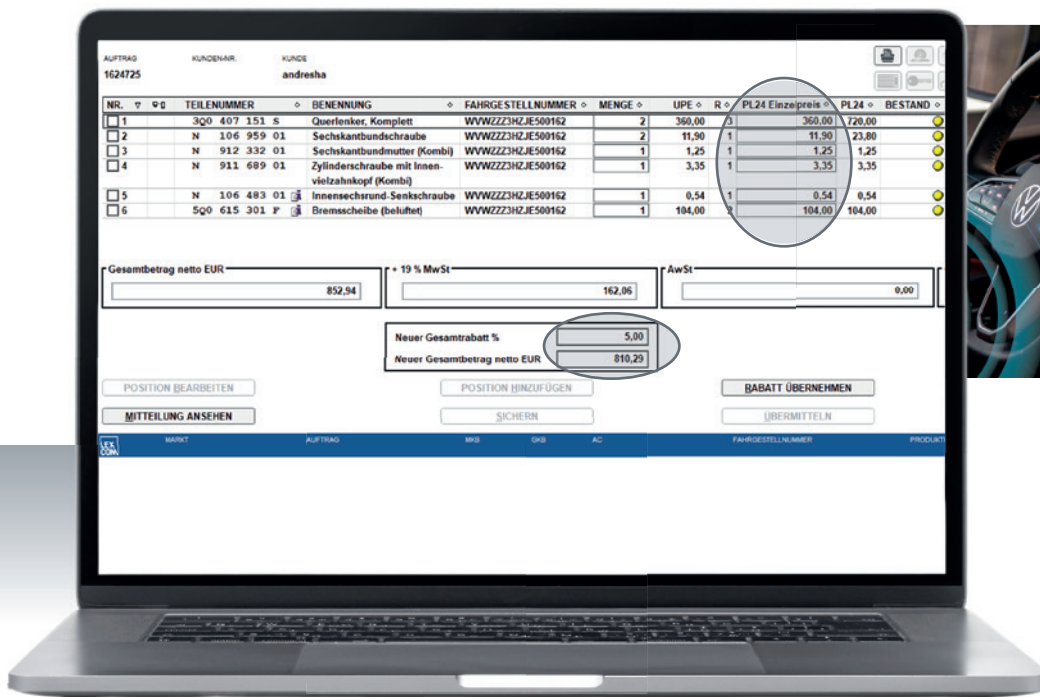 AUFTRAG KUNDEN-NR. KUNDE
1624725 andresha
NR. TEILENUMMER BENENNUNG FAHRGESTELLNUMMER MENGE UPE R PL24 Einzelpreis PL24 BESTAND
1 3Q0 407 151 S Querlenker, Komplett WVWZZZ3HZJE500162 2 360,00 3 360,00 720,00
2 N 106 959 01 Sechskantbundschraube WVWZZZ3HZJE500162 2 11,90 1 11,90 23,80
3 N 912 332 01 Sechskantbundmutter (Kombi) WVWZZZ3HZJE500162 1 1,25 1 1,25 1,25
4 N 911 689 01 Zylinderschraube mit Innen- WVWZZZ3HZJE500162 1 3,35 1 3,35 3,35
vielzahnkopf (Kombi)
5 N 106 483 01 Innensechsrund-Senkschraube WVWZZZ3HZJE500162 1 0,54 1 0,54 0,54
6 5Q0 615 301 F Bremsscheibe (belüftet) WVWZZZ3HZJE500162 1 104,00 2 104,00 104,00
Gesamtbetrag netto EUR + 19 % MwSt AwSt
852,94 162,06 0,00
Neuer Gesamtrabatt % 5,00
Neuer Gesamtbetrag netto EUR 810,29
POSITION BEARBEITEN POSITION HINZUFÜGEN RABATT ÜBERNEHMEN
MITTEILUNG ANSEHEN SICHERN ÜBERMITTELN
LEX COM MARKT AUFTRAG MKB GKB AC FAHRGESTELLNUMMER PRODUKTI